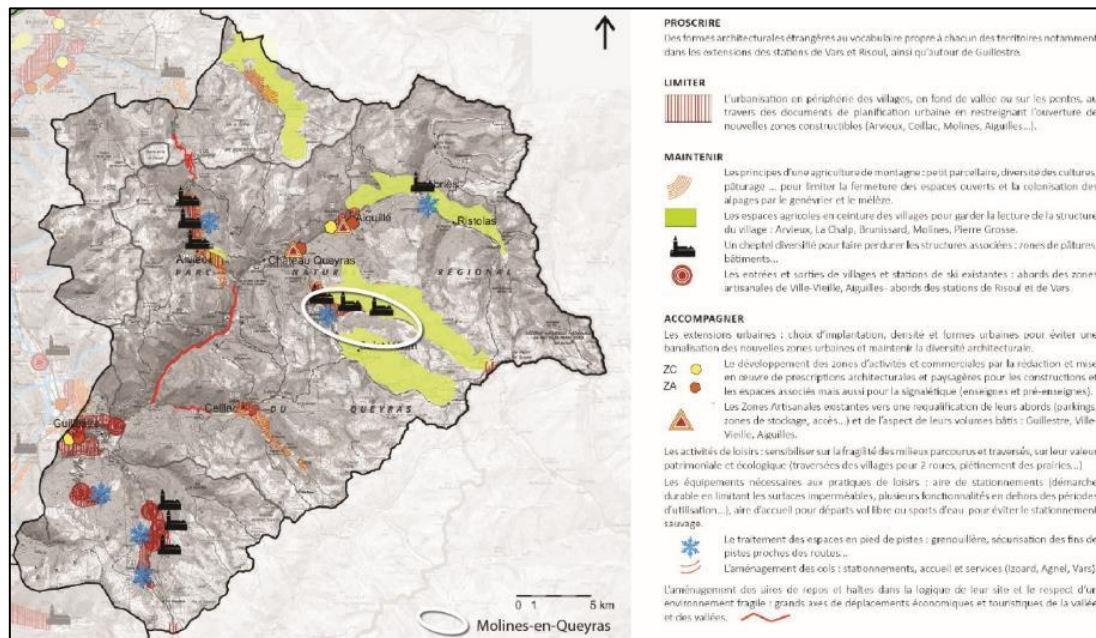 Abriès
Ristolas
Aiguille
Château Queyras
Arvieux
PARC NATUR RÉGIONAL
Ceillac
DU QUEYRAS
Guillestre
0 1 5 km
Molines-en-Queyras
PROSCRIRE
Des formes architecturales étrangères au vocabulaire propre à chacun des territoires notamment
dans les extensions des stations de Vars et Risoul, ainsi qu'autour de Guillestre.
LIMITER
L'urbanisation en périphérie des villages, en fond de vallée ou sur les pentes, au
travers des documents de planification urbaine en restreignant l'ouverture de
nouvelles zones constructibles (Arvieux, Ceillac, Molines, Aiguilles...).
MAINTENIR
Les principes d'une agriculture de montagne : petit parcellaire, diversité des cultures,
pâturage ... pour limiter la fermeture des espaces ouverts et la colonisation des
alpages par le genévrier et le mélèze.
Les espaces agricoles en ceinture des villages pour garder la lecture de la structure
du village : Arvieux, La Chalp, Brunissard, Molines, Pierre Grosse.
Un cheptel diversifié pour faire perdurer les structures associées : zones de pâtures,
bâtiments...
Les entrées et sorties de villages et stations de ski existantes : abords des zones
artisanales de Ville-Vieille, Aiguilles- abords des stations de Risoul et de Vars
ACCOMPAGNER
Les extensions urbaines : choix d'implantation, densité et formes urbaines pour éviter une
banalisation des nouvelles zones urbaines et maintenir la diversité architecturale.
ZC
ZA
Le développement des zones d'activités et commerciales par la rédaction et mise
en œuvre de prescriptions architecturales et paysagères pour les constructions et
les espaces associés mais aussi pour la signalétique (enseignes et pré-enseignes).
Les Zones Artisanales existantes vers une requalification de leurs abords (parkings,
zones de stockage, accès...) et de l'aspect de leurs volumes bâtis : Guillestre, Ville-
Vieille, Aiguilles.
Les activités de loisirs : sensibiliser sur la fragilité des milieux parcourus et traversés, sur leur valeur
patrimoniale et écologique (traversées des villages pour 2 roues, piétinement des prairies...)
Les équipements nécessaires aux pratiques de loisirs : aire de stationnement (démarche
durable en limitant les surfaces imperméables, plusieurs fonctionnalités en dehors des périodes
d'utilisation...), aire d'accueil pour départs vol libre ou sports d'eau pour éviter le stationnement
sauvage.
Le traitement des espaces en pied de pistes : grenouillère, sécurisation des fins de
pistes proches des routes...
L'aménagement des cols : stationnements, accueil et services (Izoard, Agnel, Vars)
L'aménagement des aires de repos et haltes dans la logique de leur site et le respect d'un
environnement fragile : grands axes de déplacements économiques et touristiques de la vallée
et des vallées.